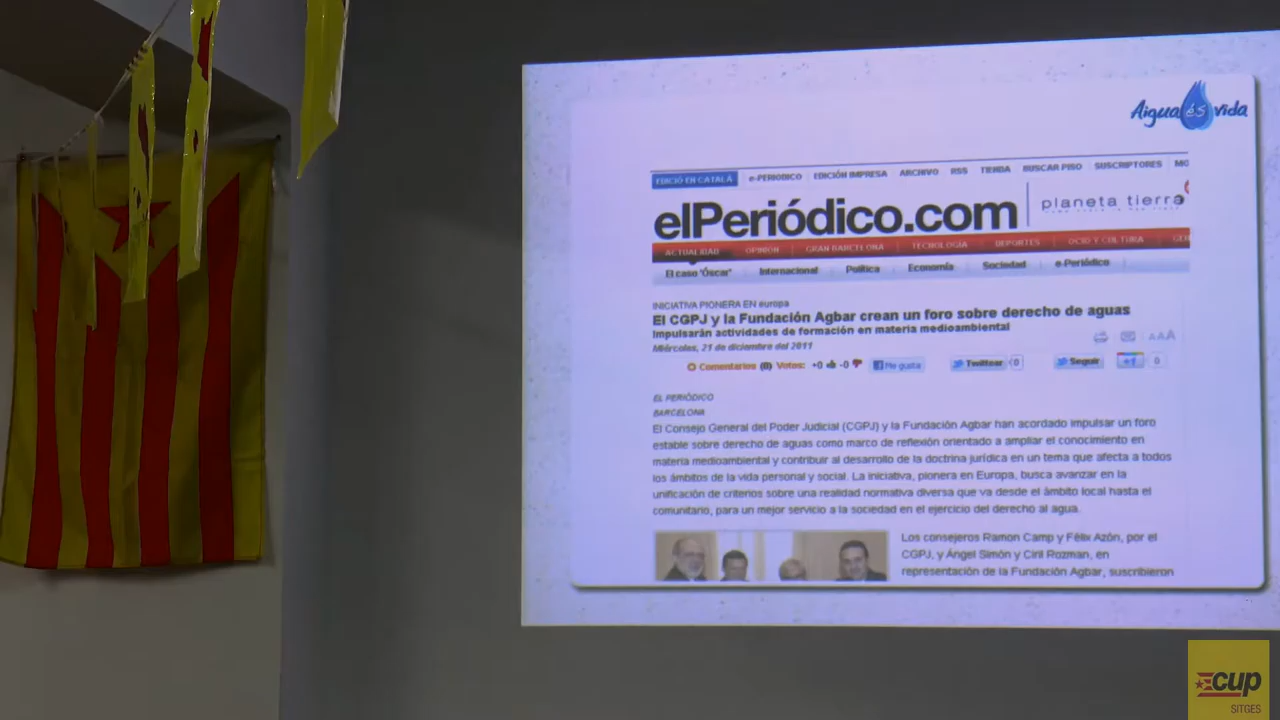 Aigua és vida
EDICIÓ EN CATALÀ e-PERIODICO EDICIÓN IMPRESA ARCHIVO RSS TIENDA BUSCAR PISO SUSCRIPTORES MO
elPeriódico.com
planeta tierra
ACTUALIDAD OPINIÓN GRAN BARCELONA TECNOLOGÍA DEPORTES OCIO Y CULTURA
El caso 'Óscar' Internacional Política Economía Sociedad e-Periódico
INICIATIVA PIONERA EN europa
El CGPJ y la Fundación Agbar crean un foro sobre derecho de aguas
Impulsarán actividades de formación en materia medioambiental
Miércoles, 21 de diciembre del 2011
AAA
Comentarios (0) Votos: +0 -0 Me gusta Twittear 0 Seguir +1 0
EL PERIÓDICO
BARCELONA
El Consejo General del Poder Judicial (CGPJ) y la Fundación Agbar han acordado impulsar un foro
estable sobre derecho de aguas como marco de reflexión orientado a ampliar el conocimiento en
materia medioambiental y contribuir al desarrollo de la doctrina jurídica en un tema que afecta a todos
los ámbitos de la vida personal y social. La iniciativa, pionera en Europa, busca avanzar en la
unificación de criterios sobre una realidad normativa diversa que va desde el ámbito local hasta el
comunitario, para un mejor servicio a la sociedad en el ejercicio del derecho al agua.
Los consejeros Ramon Camp y Félix Azón, por el
CGPJ, y Ángel Simón y Ciril Rozman, en
representación de la Fundación Agbar, suscribieron
cup
SITGES